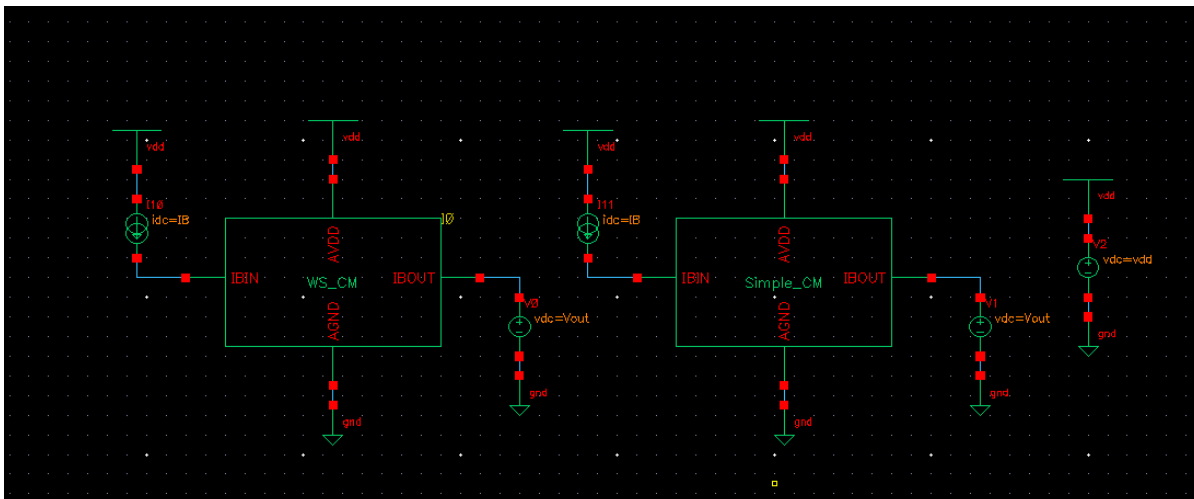 vdd
I10
idc=IB
vdd
I0
AVDD
IBIN
WS_CM
IBOUT
AGND
gnd
V0
vdc=Vout
gnd
vdd
I11
idc=IB
vdd
AVDD
IBIN
Simple_CM
IBOUT
AGND
gnd
V1
vdc=Vout
gnd
vdd
V2
vdc=vdd
gnd